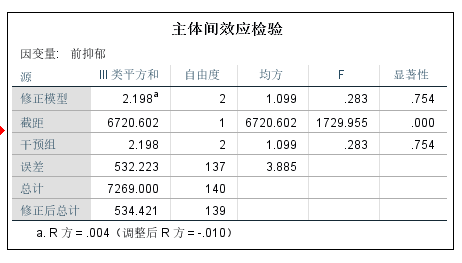 主体间效应检验
因变量: 前抑郁
源 III 类平方和 自由度 均方 F 显著性
修正模型 2.198a 2 1.099 .283 .754
截距 6720.602 1 6720.602 1729.955 .000
干预组 2.198 2 1.099 .283 .754
误差 532.223 137 3.885
总计 7269.000 140
修正后总计 534.421 139
a. R 方 = .004（调整后 R 方 = -.010）